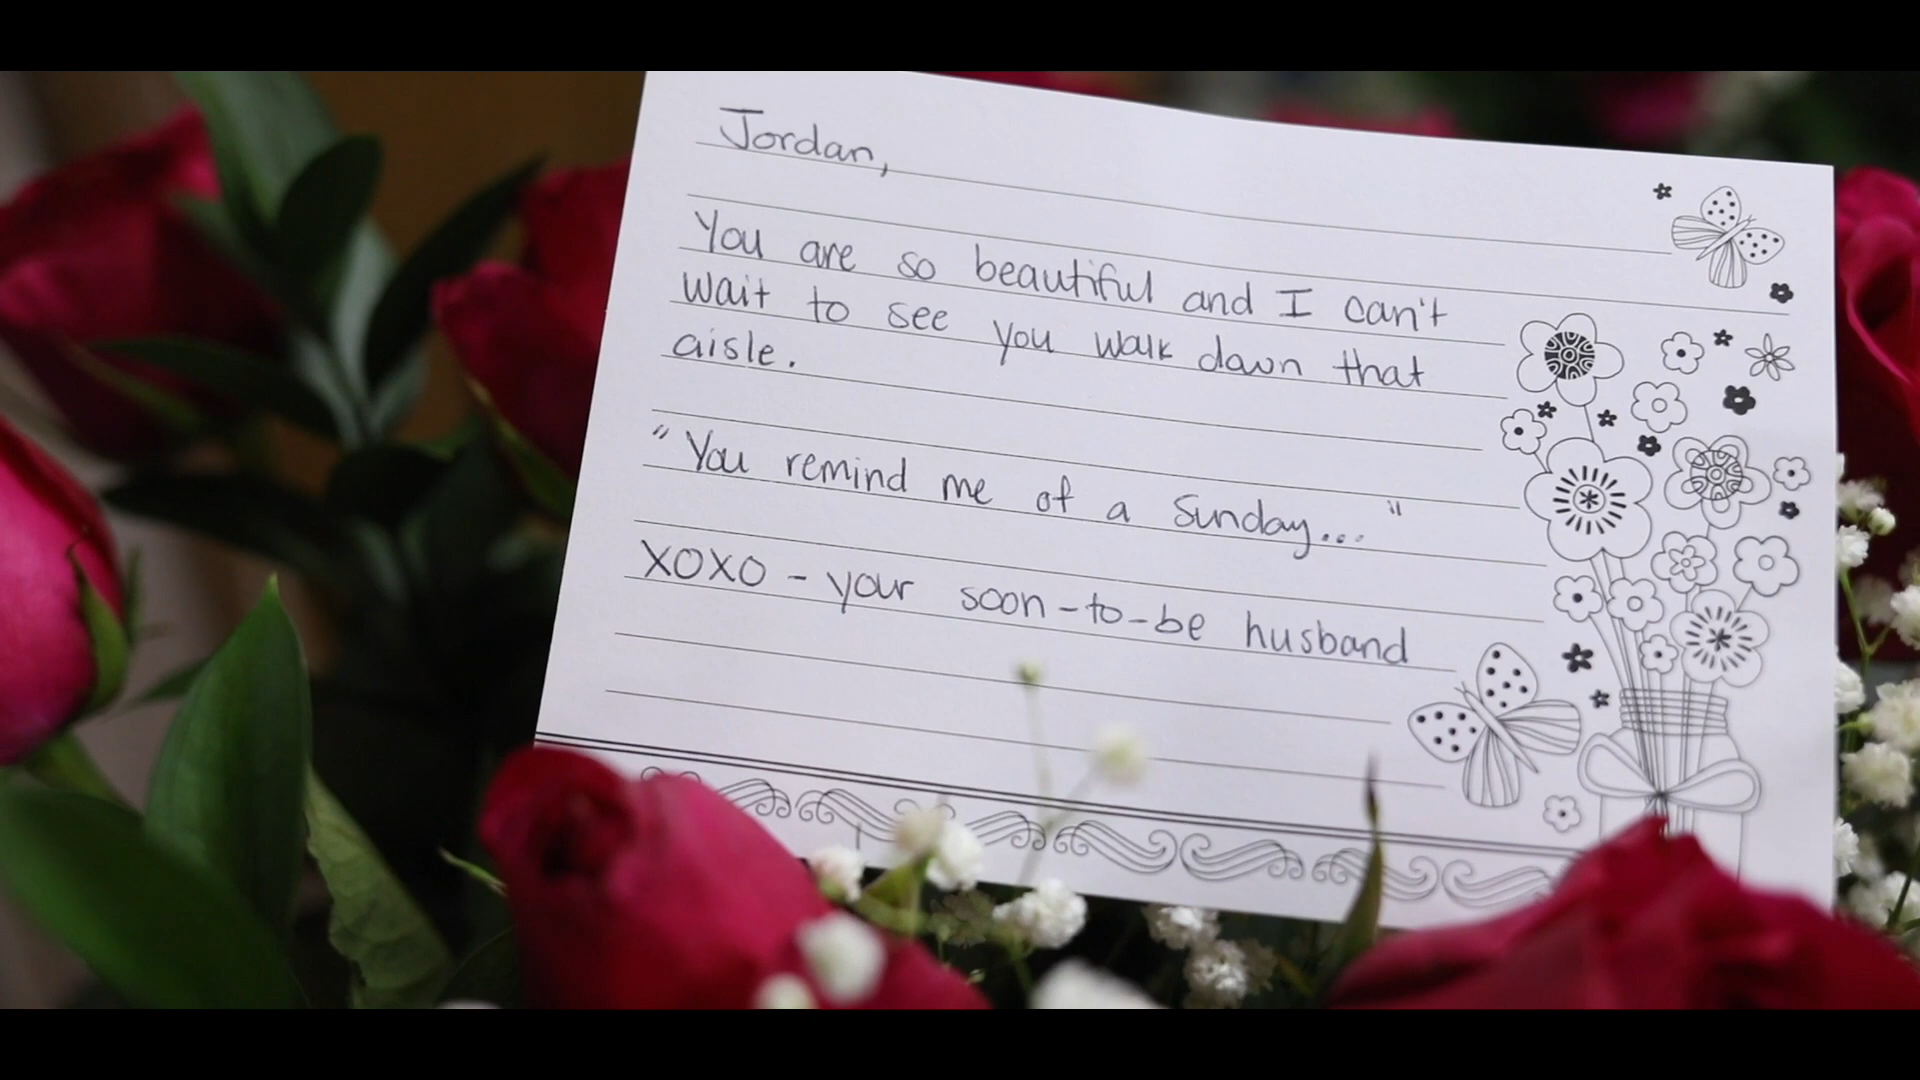 Jordan,
You are so beautiful and I can't
wait to see you walk down that
aisle.
"You remind me of a Sunday..."
XOXO - your soon-to-be husband